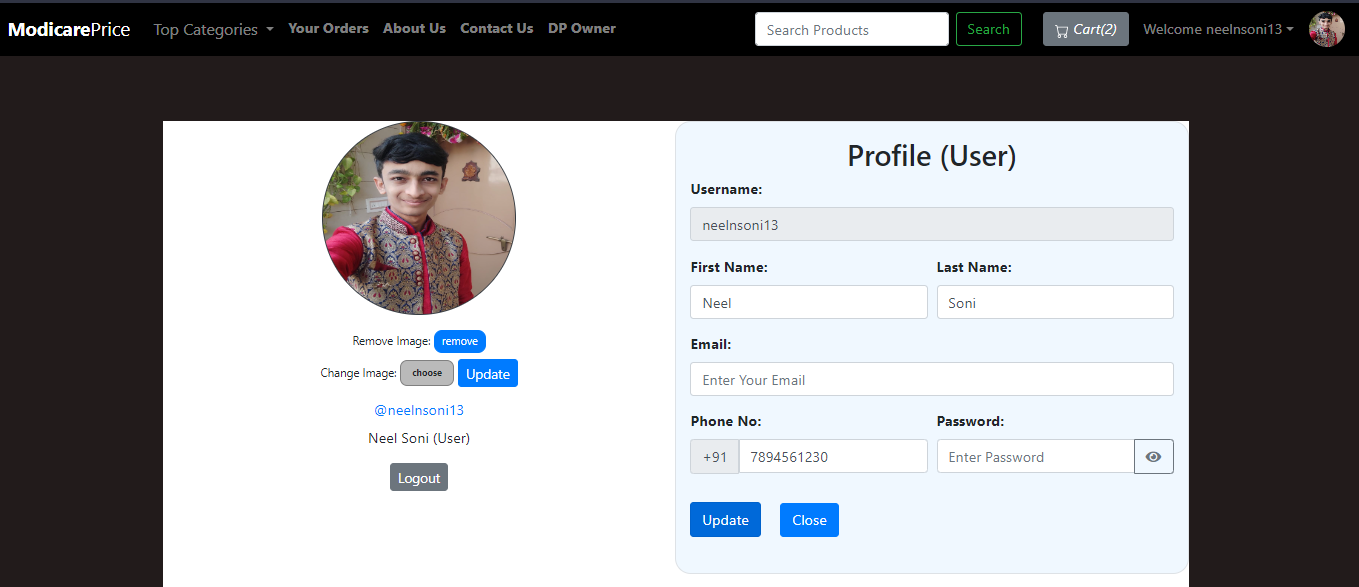 ModicarePrice Top Categories Your Orders About Us Contact Us DP Owner Search Products Search Cart(2) Welcome neelnsoni13
Remove Image: remove
Change Image: choose Update
@neelnsoni13
Neel Soni (User)
Logout
Profile (User)
Username:
neelnsoni13
First Name: Last Name:
Neel Soni
Email:
Enter Your Email
Phone No: Password:
+91 7894561230 Enter Password
Update Close